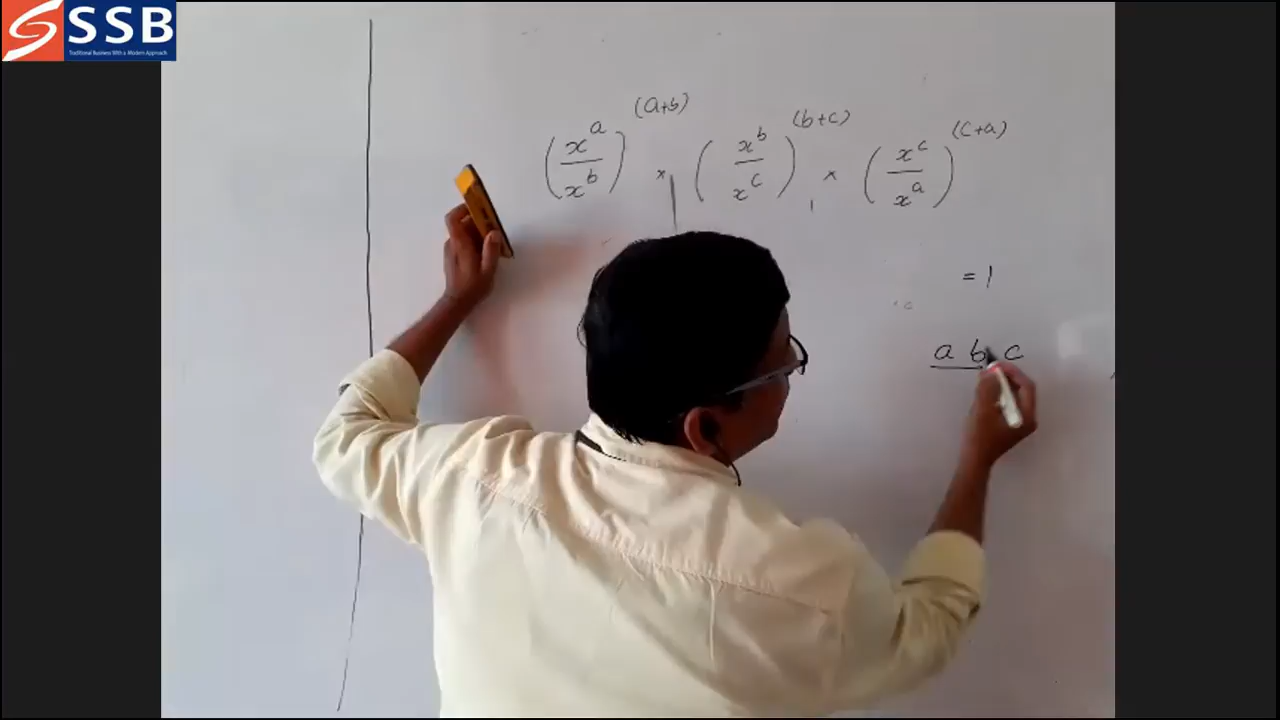 SSB
Traditional Business With a Modern Approach
(x^a/x^b)^(a+b) × (x^b/x^c)^(b+c) × (x^c/x^a)^(c+a)
= 1
a b c